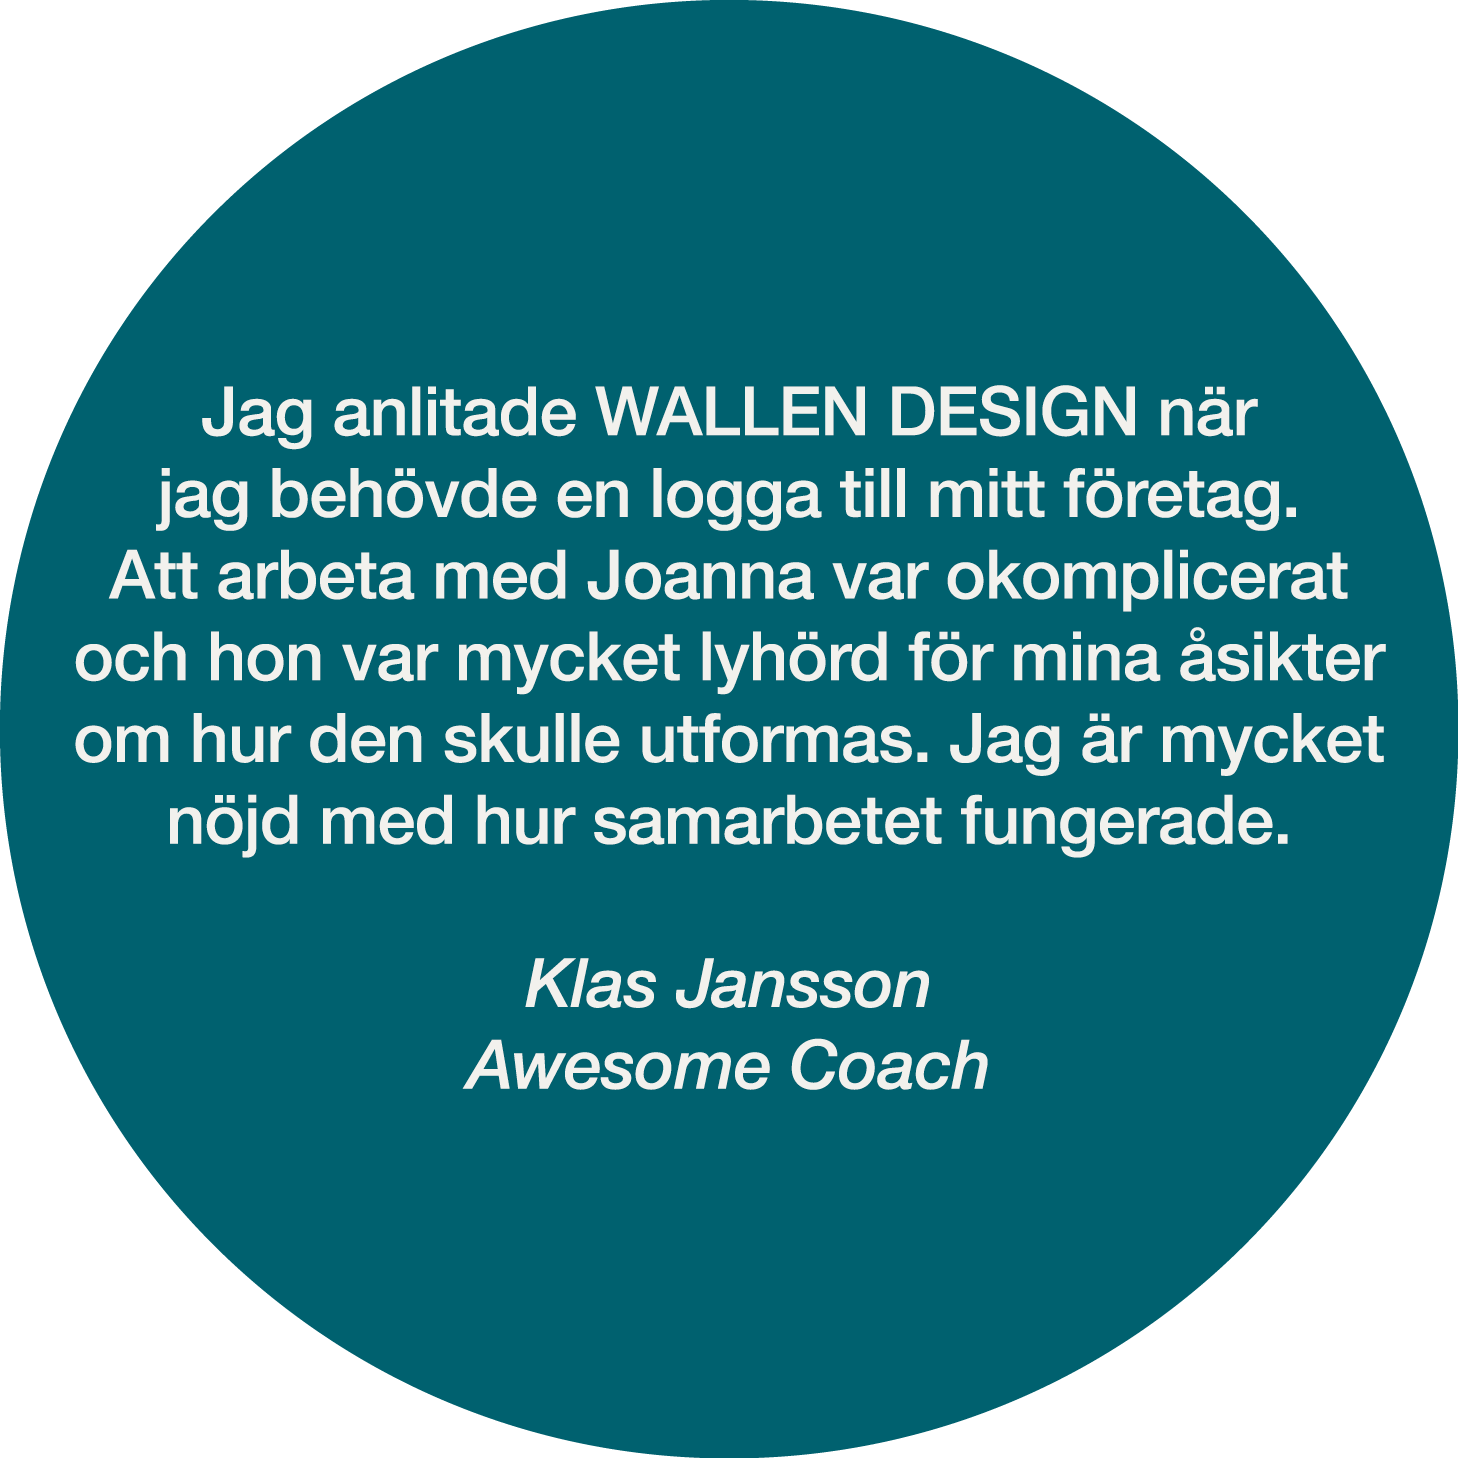 Jag anlitade WALLEN DESIGN när
jag behövde en logga till mitt företag.
Att arbeta med Joanna var okomplicerat
och hon var mycket lyhörd för mina åsikter
om hur den skulle utformas. Jag är mycket
nöjd med hur samarbetet fungerade.
Klas Jansson
Awesome Coach